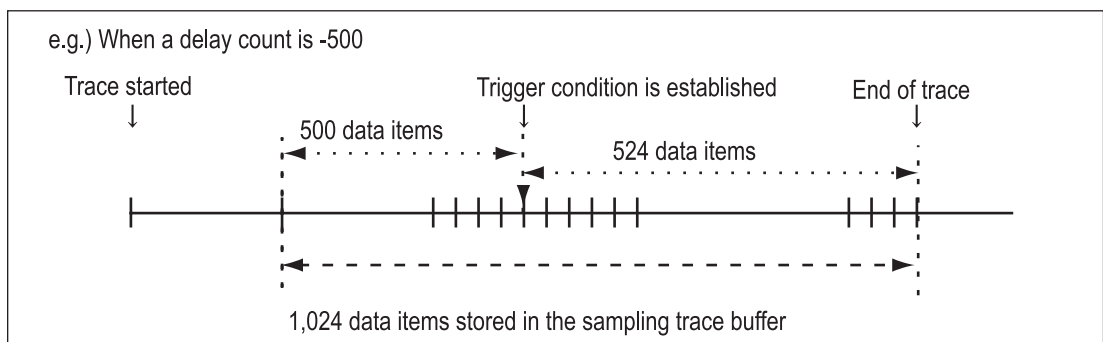 e.g.) When a delay count is -500
Trace started
Trigger condition is established
End of trace
500 data items
524 data items
1,024 data items stored in the sampling trace buffer